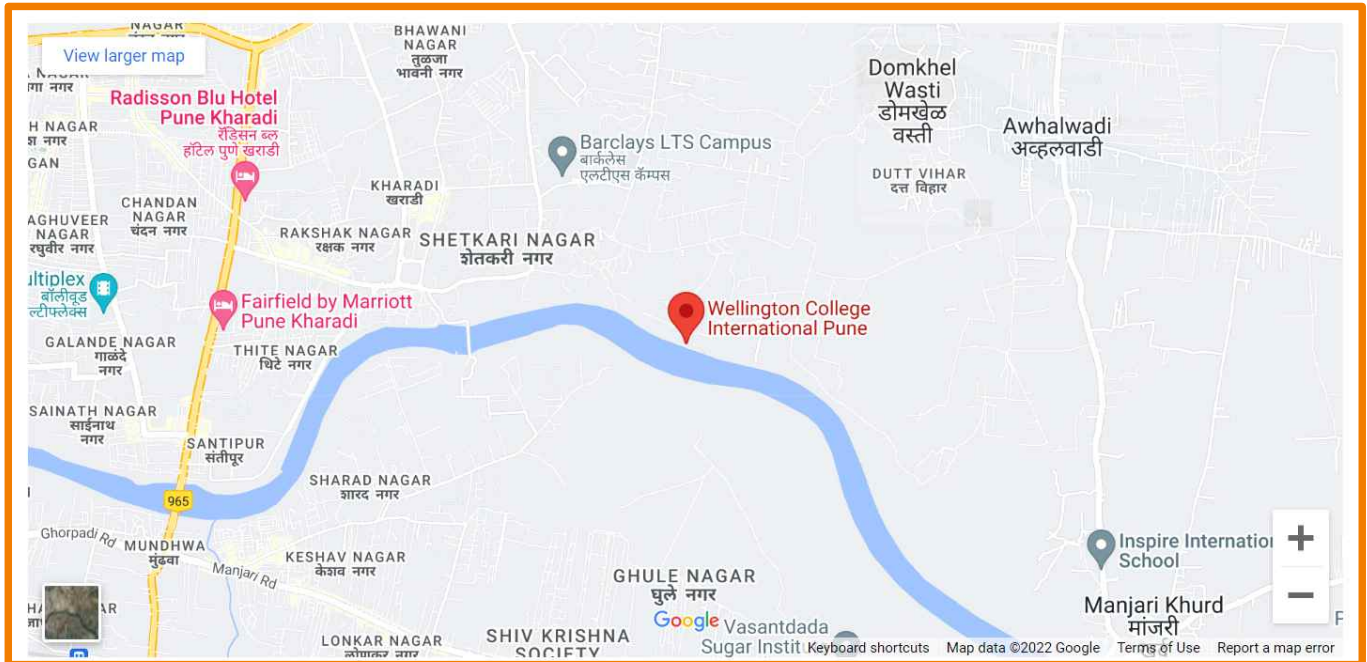 NAGAR
View larger map
BHAWANI
NAGAR
तुळजा
भावनी नगर
Radisson Blu Hotel
Pune Kharadi
रॅडिसन ब्लू
हॉटेल पुणे खराडी
H NAGAR
GAN
CHANDAN
NAGAR
चंदन नगर
KHARADI
खराडी
Barclays LTS Campus
बार्कलेस
एलटीएस कॅम्पस
Domkhel
Wasti
डोमखेळ
वस्ती
Awhalwadi
अव्हलवाडी
DUTT VIHAR
दत्त विहार
AGHUVEER
NAGAR
रघुवीर नगर
RAKSHAK NAGAR
रक्षक नगर
SHETKARI NAGAR
शेतकरी नगर
ultiplex
बॉलीवूड
ल्टीप्लेक्स
Fairfield by Marriott
Pune Kharadi
Wellington College
International Pune
GALANDE NAGAR
गाळंदे
नगर
THITE NAGAR
थिटे नगर
SAINATH NAGAR
साईनाथ
नगर
SANTIPUR
संतीपूर
SHARAD NAGAR
शारद नगर
965
Ghorpadi Rd
MUNDHWA
मुंढवा
Manjari Rd
KESHAV NAGAR
केशव नगर
GHULE NAGAR
घुले नगर
Inspire Internatio
School
Manjari Khurd
मांजरी
LONKAR NAGAR
लोणकर नगर
SHIV KRISHNA
SOCIETY
Google
Vasantdada
Sugar Instit
Keyboard shortcuts Map data ©2022 Google Terms of Use Report a map error